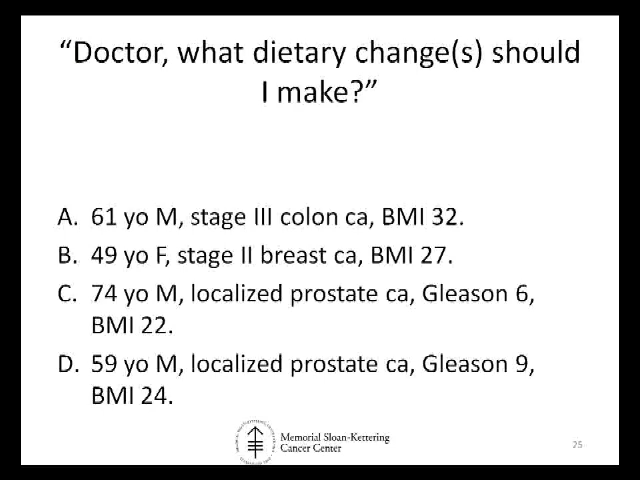 “Doctor, what dietary change(s) should
I make?”
A. 61 yo M, stage III colon ca, BMI 32.
B. 49 yo F, stage II breast ca, BMI 27.
C. 74 yo M, localized prostate ca, Gleason 6,
BMI 22.
D. 59 yo M, localized prostate ca, Gleason 9,
BMI 24.
Memorial Sloan-Kettering
Cancer Center
25